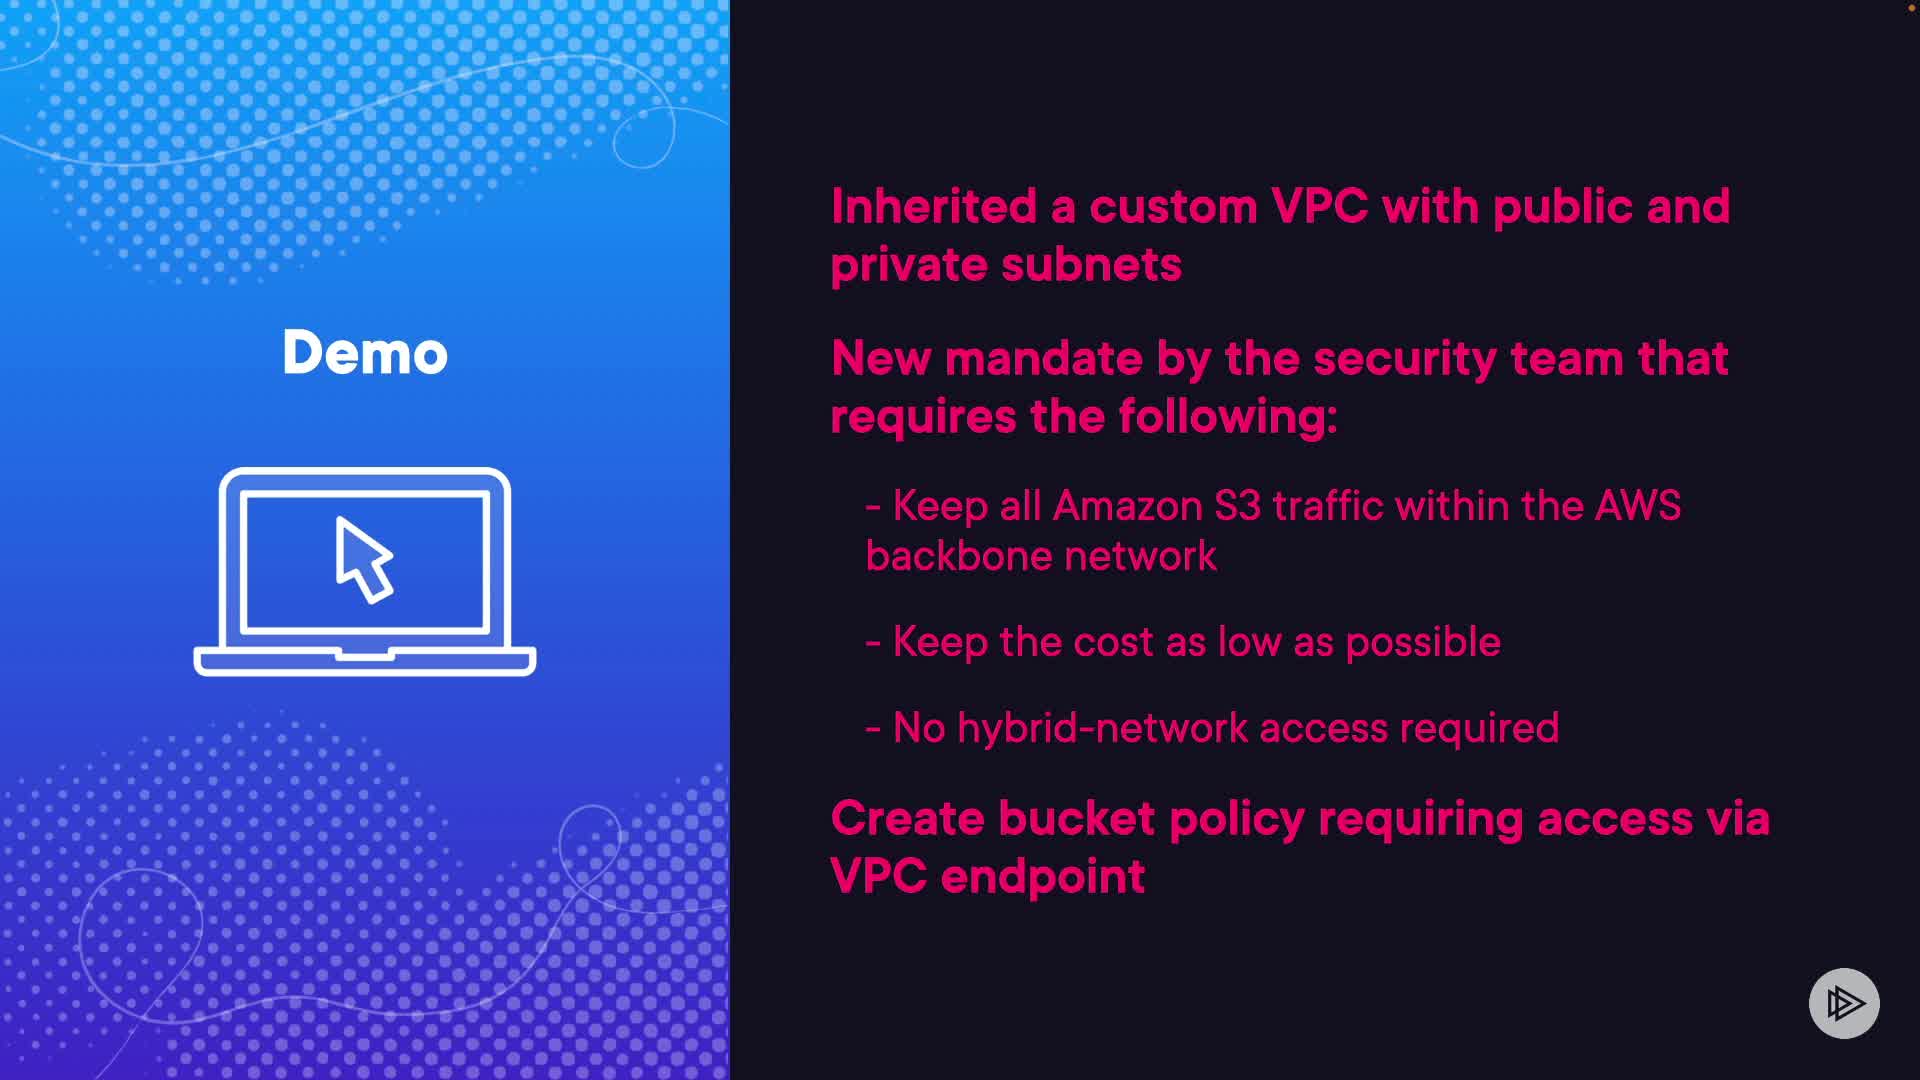 Demo
Inherited a custom VPC with public and
private subnets
New mandate by the security team that
requires the following:
- Keep all Amazon S3 traffic within the AWS
backbone network
- Keep the cost as low as possible
- No hybrid-network access required
Create bucket policy requiring access via
VPC endpoint